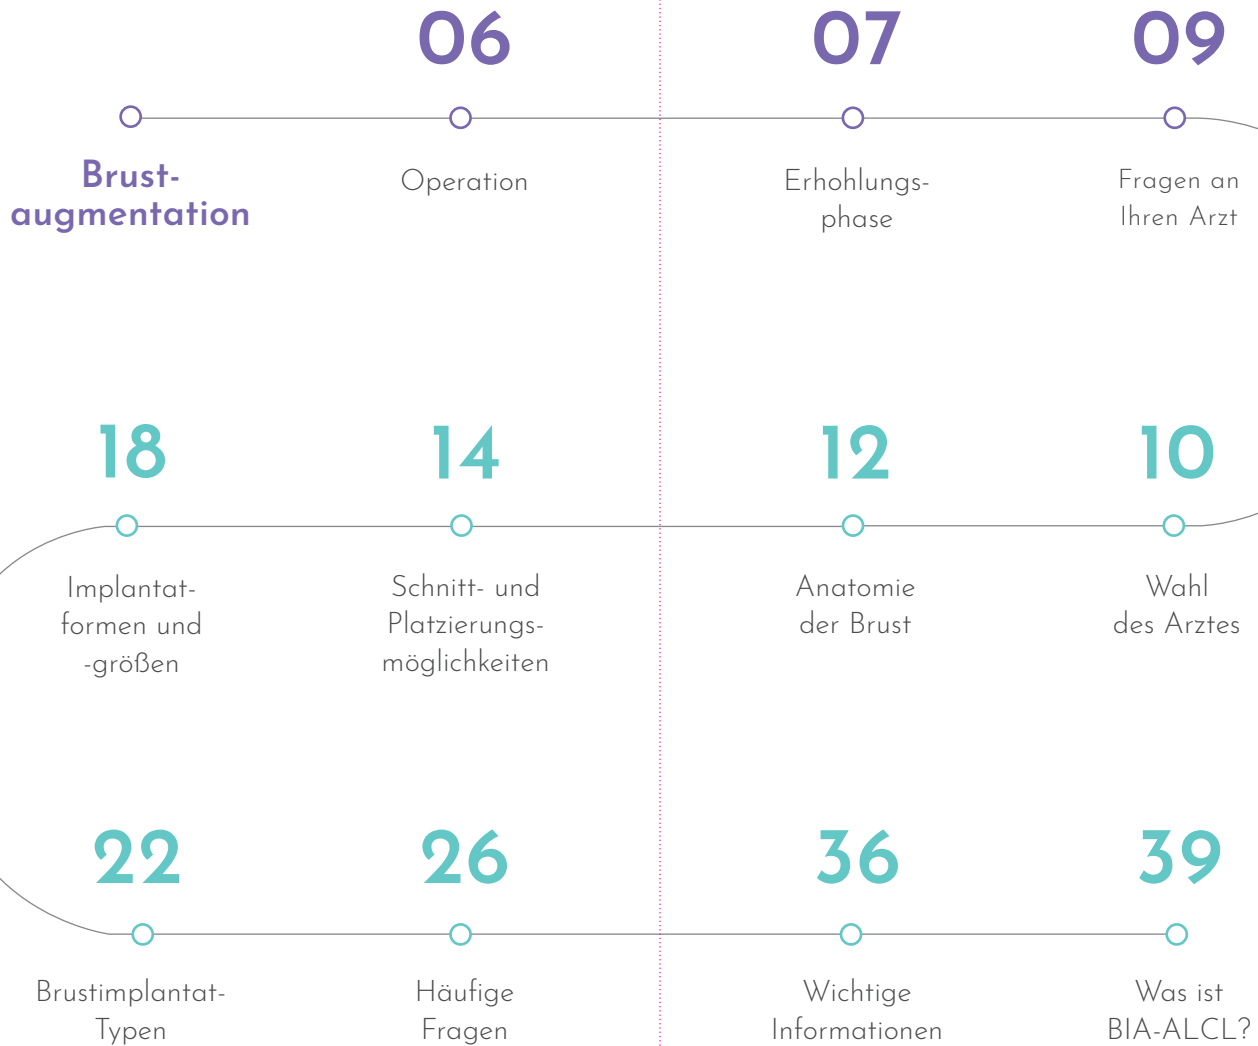 Brust-
augmentation
06
Operation
07
Erhohlungs-
phase
09
Fragen an
Ihren Arzt
10
Wahl
des Arztes
12
Anatomie
der Brust
14
Schnitt- und
Platzierungs-
möglichkeiten
18
Implantat-
formen und
-größen
22
Brustimplantat-
Typen
26
Häufige
Fragen
36
Wichtige
Informationen
39
Was ist
BIA-ALCL?